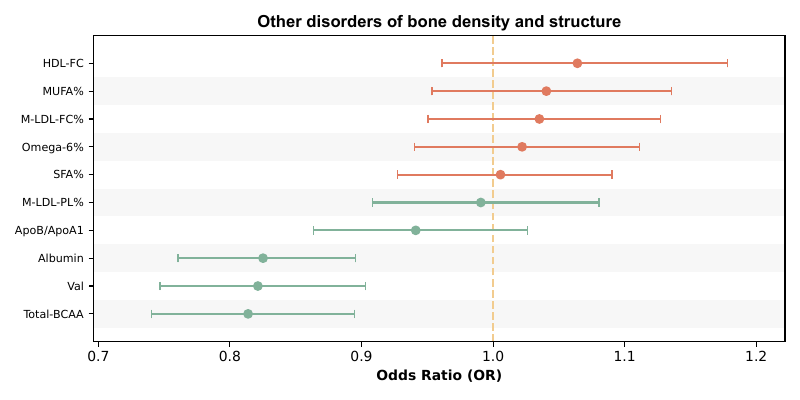 Other disorders of bone density and structure
HDL-FC
MUFA%
M-LDL-FC%
Omega-6%
SFA%
M-LDL-PL%
ApoB/ApoA1
Albumin
Val
Total-BCAA
0.7 0.8 0.9 1.0 1.1 1.2
Odds Ratio (OR)